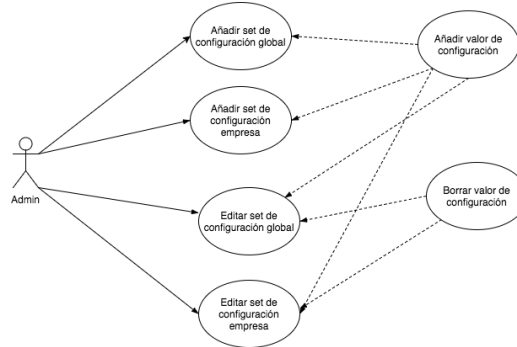 Añadir set de
configuración global
Añadir valor de
configuración
Añadir set de
configuración
empresa
Admin
Editar set de
configuración global
Borrar valor de
configuración
Editar set de
configuración
empresa